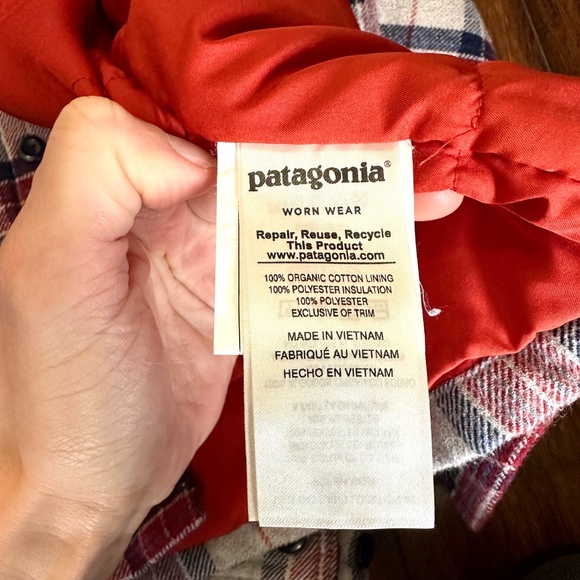 patagonia®
WORN WEAR
Repair, Reuse, Recycle
This Product
www.patagonia.com
100% ORGANIC COTTON LINING
100% POLYESTER INSULATION
100% POLYESTER
EXCLUSIVE OF TRIM
MADE IN VIETNAM
FABRIQUÉ AU VIETNAM
HECHO EN VIETNAM